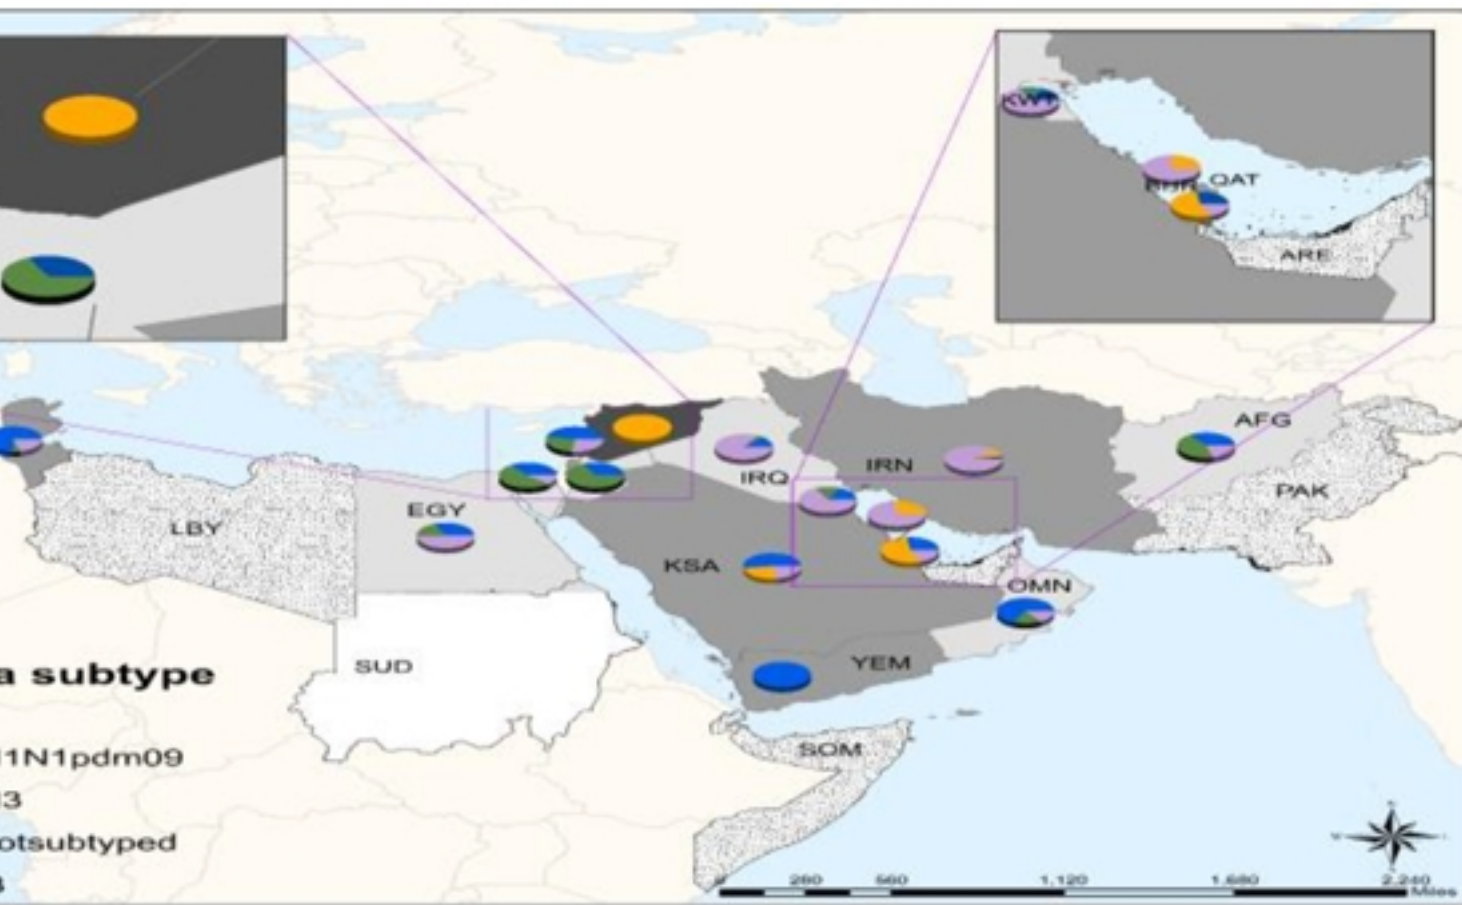 KWT
QAT
ARE
AFG
IRN
IRQ
PAK
EGY
LBY
KSA
OMN
YEM
SUD
a subtype
SOM
1N1pdm09
3
otsubtyped
280 560 1,120 1,680 2,240
Miles